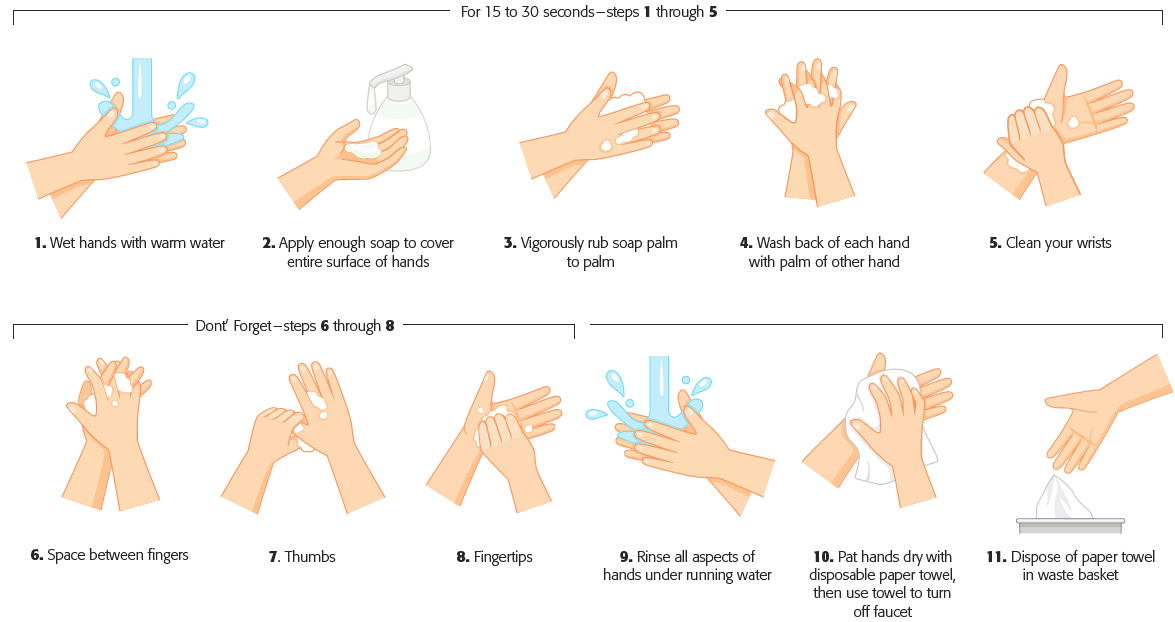 For 15 to 30 seconds–steps 1 through 5
1. Wet hands with warm water
2. Apply enough soap to cover
entire surface of hands
3. Vigorously rub soap palm
to palm
4. Wash back of each hand
with palm of other hand
5. Clean your wrists
Dont’ Forget–steps 6 through 8
6. Space between fingers
7. Thumbs
8. Fingertips
9. Rinse all aspects of
hands under running water
10. Pat hands dry with
disposable paper towel,
then use towel to turn
off faucet
11. Dispose of paper towel
in waste basket